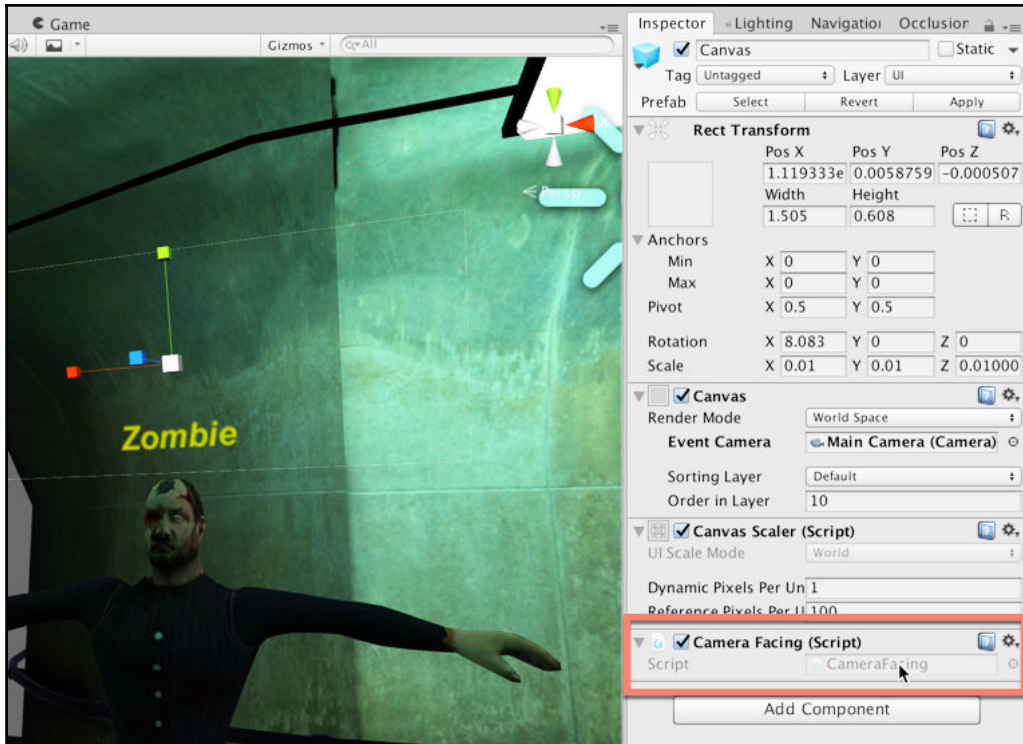 Game
Gizmos All
Persp
Zombie
Inspector Lighting Navigation Occlusion
Canvas Static
Tag Untagged Layer UI
Prefab Select Revert Apply
Rect Transform
Pos X Pos Y Pos Z
1.119333e 0.0058759 -0.000507
Width Height
1.505 0.608 R
Anchors
Min X 0 Y 0
Max X 0 Y 0
Pivot X 0.5 Y 0.5
Rotation X 8.083 Y 0 Z 0
Scale X 0.01 Y 0.01 Z 0.01000
Canvas
Render Mode World Space
Event Camera Main Camera (Camera)
Sorting Layer Default
Order in Layer 10
Canvas Scaler (Script)
UI Scale Mode World
Dynamic Pixels Per Un 1
Reference Pixels Per U 100
Camera Facing (Script)
Script CameraFacing
Add Component